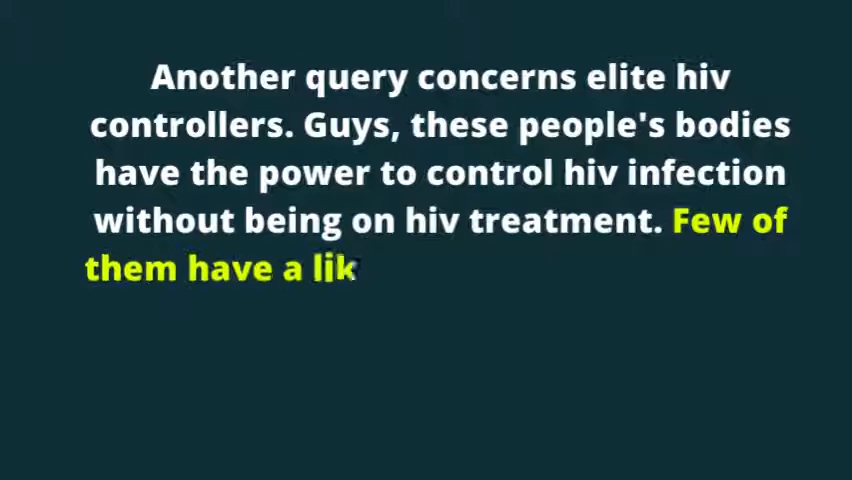 Another query concerns elite hiv
controllers. Guys, these people's bodies
have the power to control hiv infection
without being on hiv treatment. Few of
them have a lik